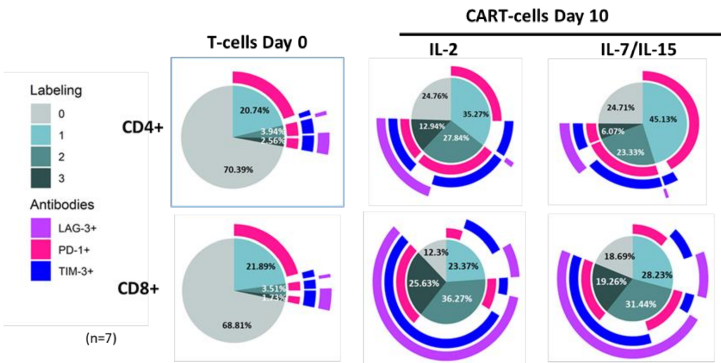 CART-cells Day 10
T-cells Day 0
IL-2
IL-7/IL-15
Labeling
0
1
2
3
Antibodies
LAG-3+
PD-1+
TIM-3+
(n=7)
CD4+
20.74%
3.94%
2.56%
70.39%
24.76%
35.27%
12.94%
27.84%
24.71%
45.13%
6.07%
23.33%
CD8+
21.89%
3.51%
1.73%
68.81%
12.3%
23.37%
25.63%
36.27%
18.69%
28.23%
19.26%
31.44%